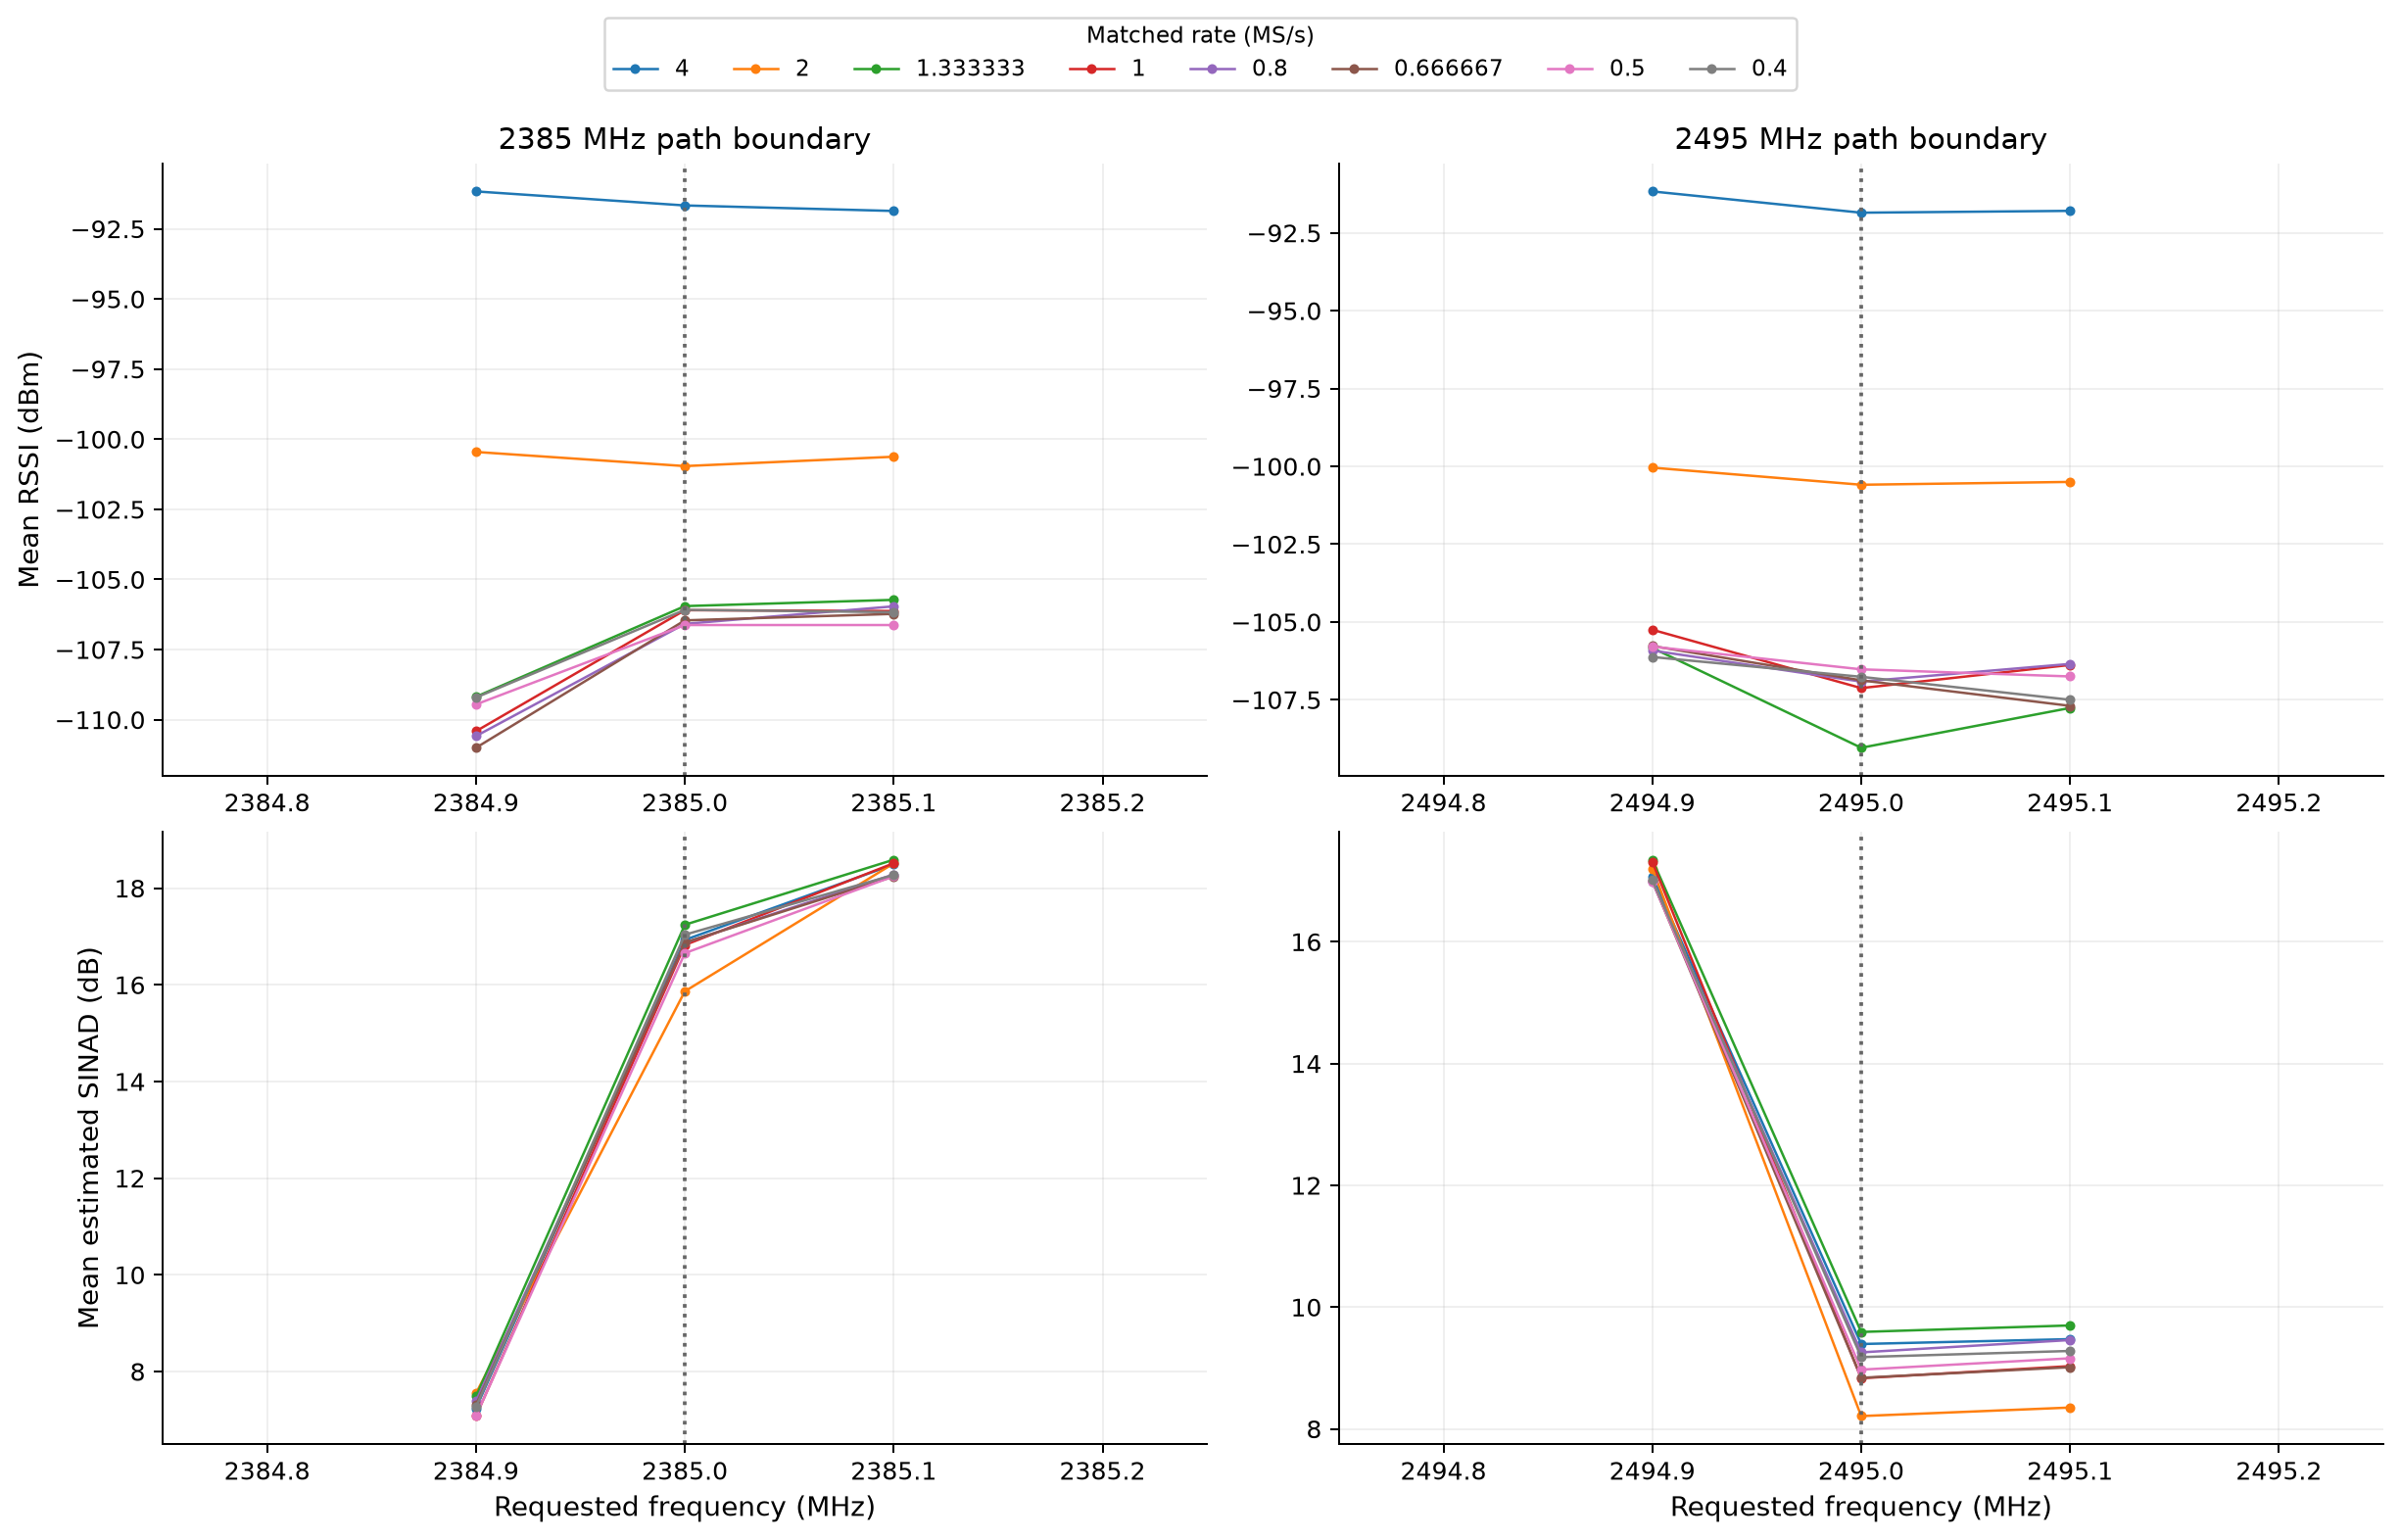 Matched rate (MS/s)
4 2 1.333333 1 0.8 0.666667 0.5 0.4
2385 MHz path boundary
Mean RSSI (dBm)
−92.5
−95.0
−97.5
−100.0
−102.5
−105.0
−107.5
−110.0
2384.8 2384.9 2385.0 2385.1 2385.2
2495 MHz path boundary
−92.5
−95.0
−97.5
−100.0
−102.5
−105.0
−107.5
2494.8 2494.9 2495.0 2495.1 2495.2
Mean estimated SINAD (dB)
18
16
14
12
10
8
2384.8 2384.9 2385.0 2385.1 2385.2
Requested frequency (MHz)
16
14
12
10
8
2494.8 2494.9 2495.0 2495.1 2495.2
Requested frequency (MHz)